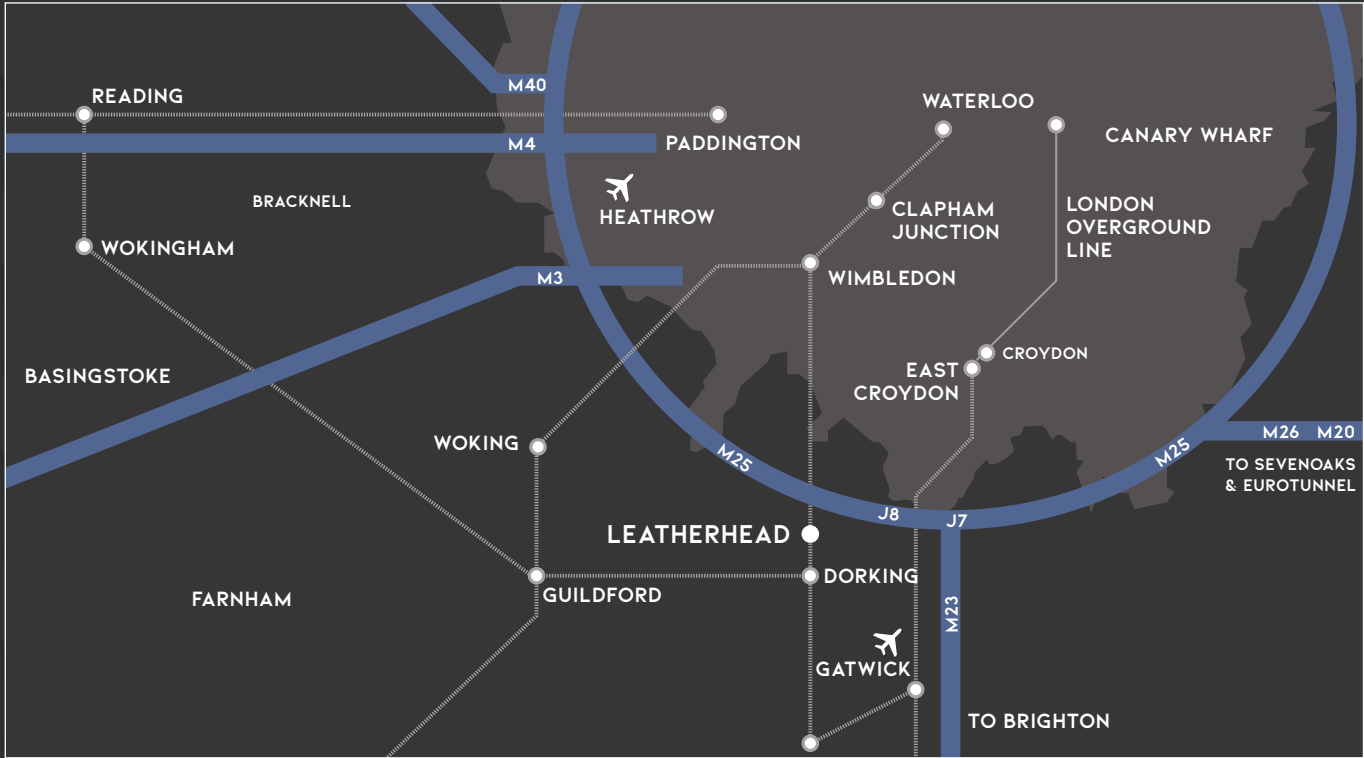 M40
READING
WATERLOO
CANARY WHARF
M4
PADDINGTON
BRACKNELL
HEATHROW
CLAPHAM
JUNCTION
LONDON
OVERGROUND
LINE
WOKINGHAM
M3
WIMBLEDON
BASINGSTOKE
CROYDON
EAST
CROYDON
WOKING
M25
M25
M26 M20
TO SEVENOAKS
& EUROTUNNEL
J8
J7
LEATHERHEAD
DORKING
GUILDFORD
FARNHAM
M23
GATWICK
TO BRIGHTON